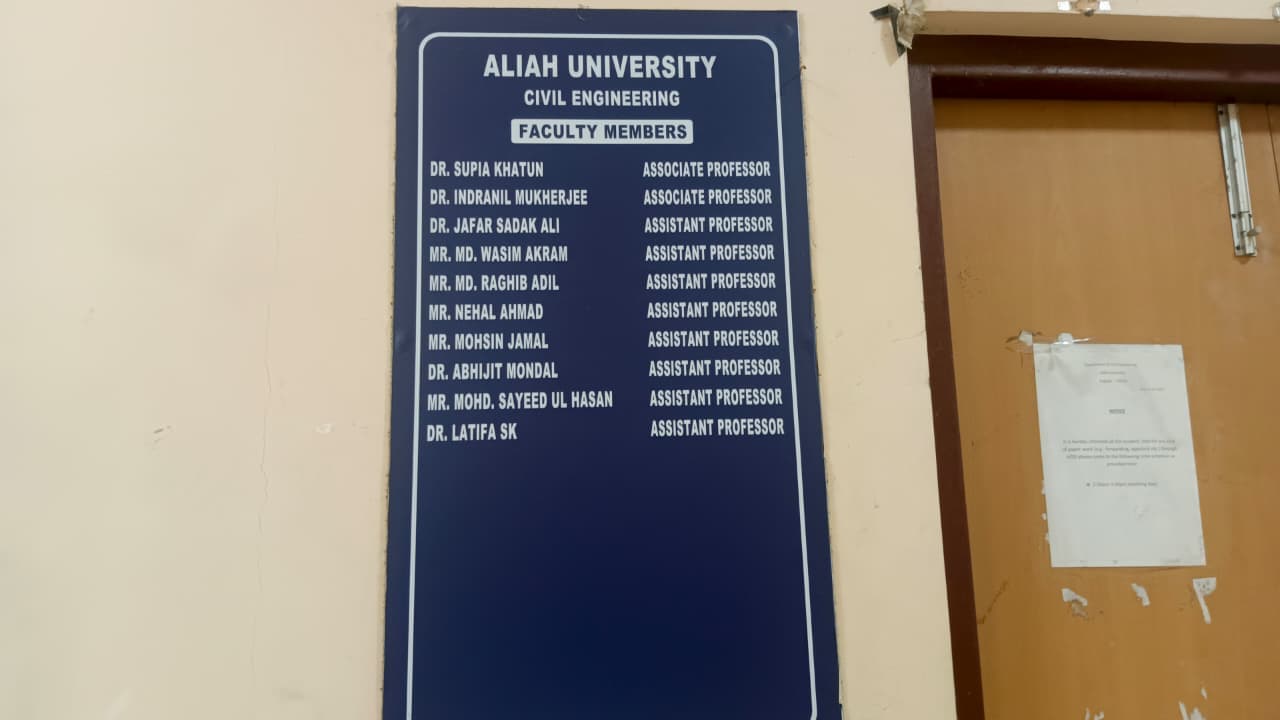 ALIAH UNIVERSITY
CIVIL ENGINEERING
FACULTY MEMBERS
DR. SUPIA KHATUN ASSOCIATE PROFESSOR
DR. INDRANIL MUKHERJEE ASSOCIATE PROFESSOR
DR. JAFAR SADAK ALI ASSISTANT PROFESSOR
MR. MD. WASIM AKRAM ASSISTANT PROFESSOR
MR. MD. RAGHIB ADIL ASSISTANT PROFESSOR
MR. NEHAL AHMAD ASSISTANT PROFESSOR
MR. MOHSIN JAMAL ASSISTANT PROFESSOR
DR. ABHIJIT MONDAL ASSISTANT PROFESSOR
MR. MOHD. SAYEED UL HASAN ASSISTANT PROFESSOR
DR. LATIFA SK ASSISTANT PROFESSOR
NOTICE